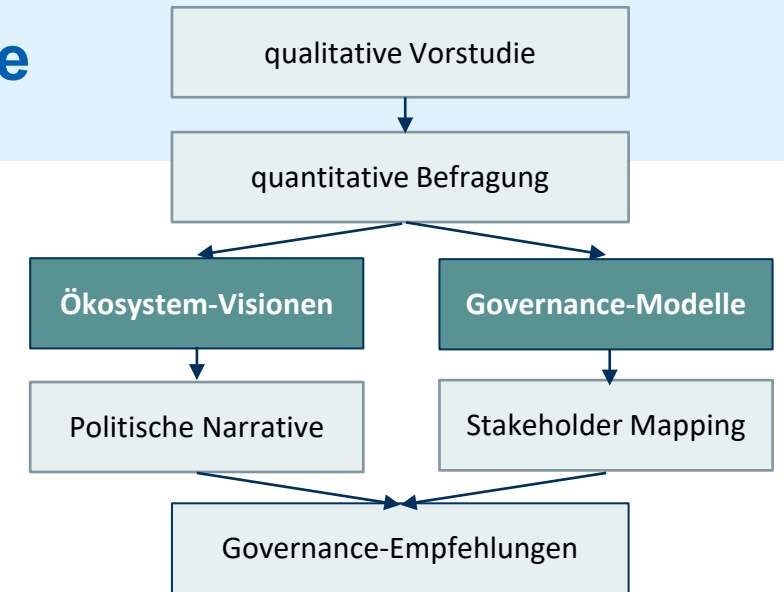 e
qualitative Vorstudie
quantitative Befragung
Ökosystem-Visionen
Governance-Modelle
Politische Narrative
Stakeholder Mapping
Governance-Empfehlungen